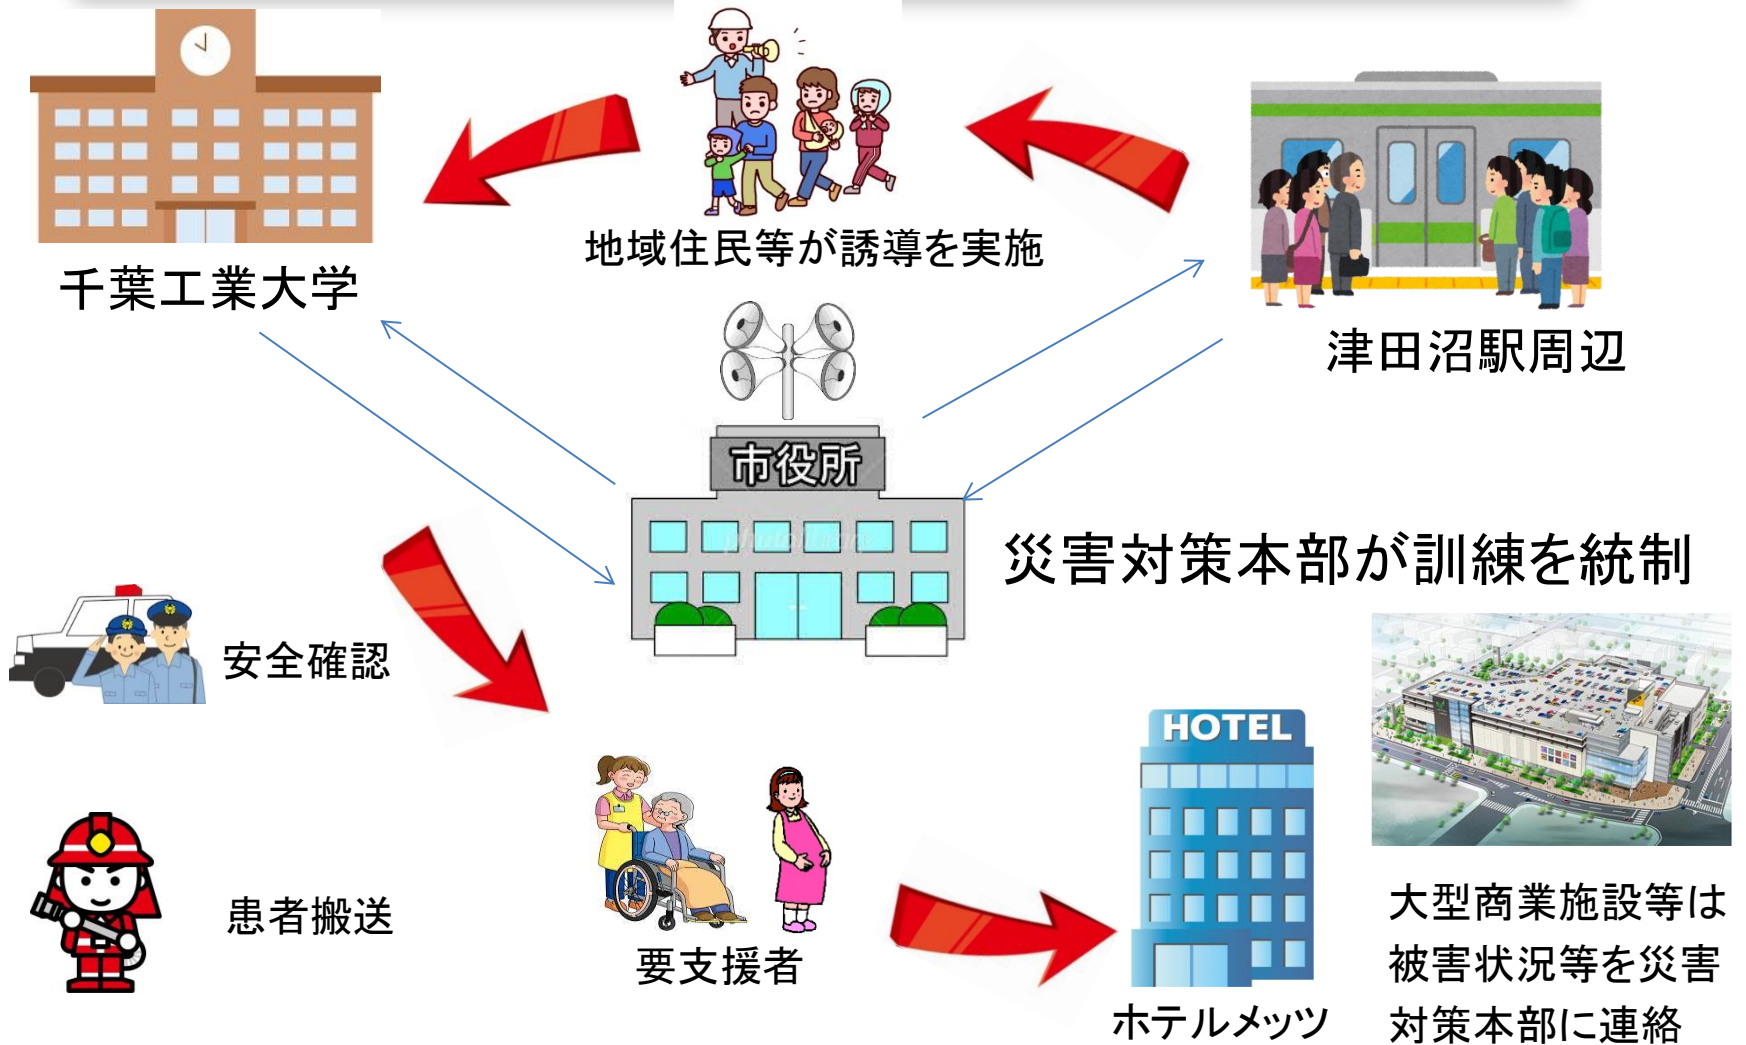 地域住民等が誘導を実施
千葉工業大学
津田沼駅周辺
市役所
災害対策本部が訓練を統制
安全確認
患者搬送
要支援者
HOTEL
ホテルメッツ
大型商業施設等は
被害状況等を災害
対策本部に連絡